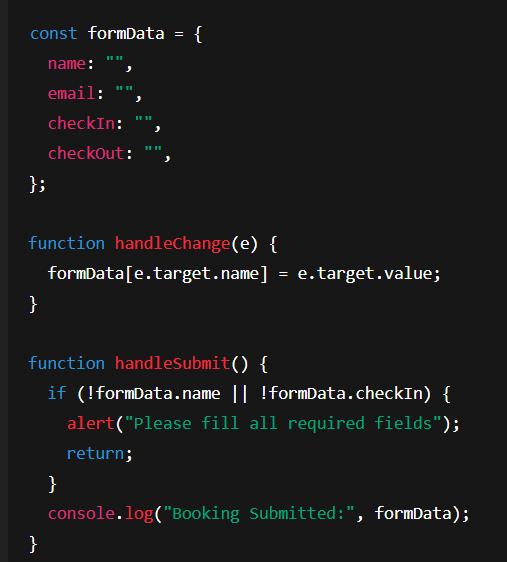 const formData = {
  name: "",
  email: "",
  checkIn: "",
  checkOut: "",
};

function handleChange(e) {
  formData[e.target.name] = e.target.value;
}

function handleSubmit() {
  if (!formData.name || !formData.checkIn) {
    alert("Please fill all required fields");
    return;
  }
  console.log("Booking Submitted:", formData);
}